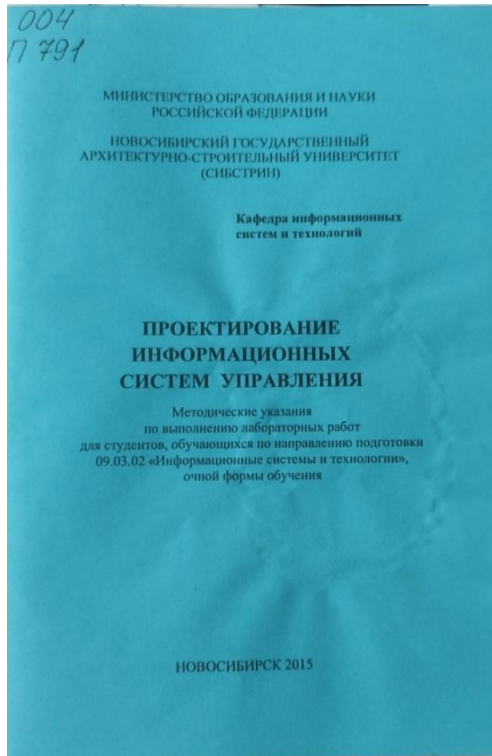 004
П 791
МИНИСТЕРСТВО ОБРАЗОВАНИЯ И НАУКИ
РОССИЙСКОЙ ФЕДЕРАЦИИ
НОВОСИБИРСКИЙ ГОСУДАРСТВЕННЫЙ
АРХИТЕКТУРНО-СТРОИТЕЛЬНЫЙ УНИВЕРСИТЕТ
(СИБСТРИН)
Кафедра информационных
систем и технологий
ПРОЕКТИРОВАНИЕ
ИНФОРМАЦИОННЫХ
СИСТЕМ УПРАВЛЕНИЯ
Методические указания
по выполнению лабораторных работ
для студентов, обучающихся по направлению подготовки
09.03.02 «Информационные системы и технологии»,
очной формы обучения
НОВОСИБИРСК 2015